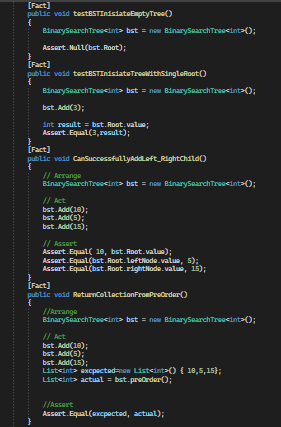 [Fact]
public void testBSTInisiateEmptyTree()
{
BinarySearchTree<int> bst = new BinarySearchTree<int>();
Assert.Null(bst.Root);
}
[Fact]
public void testBSTInisiateTreeWithSingleRoot()
{
BinarySearchTree<int> bst = new BinarySearchTree<int>();
bst.Add(3);
int result = bst.Root.value;
Assert.Equal(3,result);
}
[Fact]
public void CanSuccessfullyAddLeft_RightChild()
{
// Arrange
BinarySearchTree<int> bst = new BinarySearchTree<int>();
// Act
bst.Add(10);
bst.Add(5);
bst.Add(15);
// Assert
Assert.Equal( 10, bst.Root.value);
Assert.Equal(bst.Root.leftNode.value, 5);
Assert.Equal(bst.Root.rightNode.value, 15);
}
[Fact]
public void ReturnCollectionFromPreOrder()
{
//Arrange
BinarySearchTree<int> bst = new BinarySearchTree<int>();
// Act
bst.Add(10);
bst.Add(5);
bst.Add(15);
List<int> excpected=new List<int>() { 10,5,15};
List<int> actual = bst.preOrder();
//Assert
Assert.Equal(excpected, actual);
}